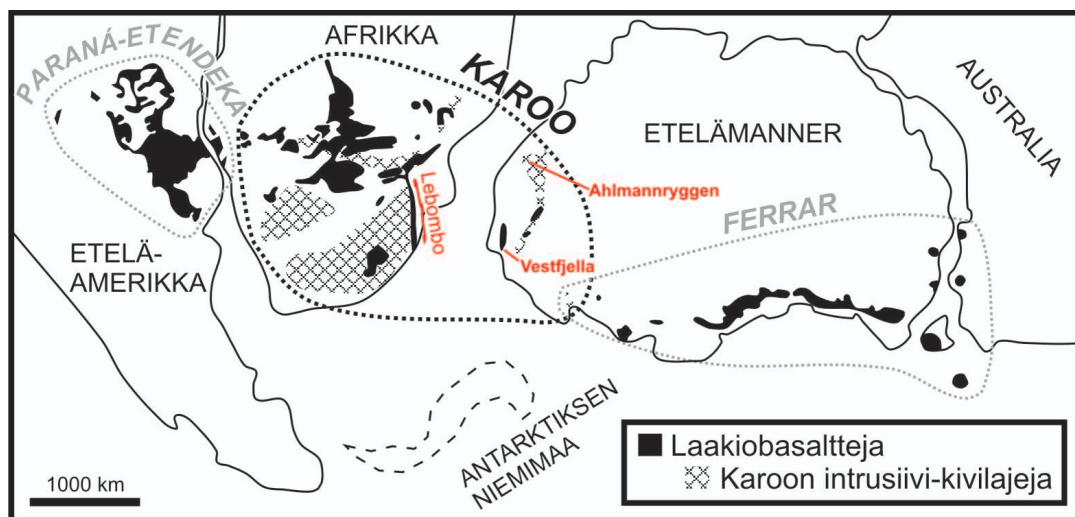 PARANÁ-ETENDEKA
AFRIKKA
KAROO
ETELÄMANNER
AUSTRALIA
Ahlmannryggen
Lebombo
FERRAR
Vestfjella
ETELÄ-
AMERIKKA
ANTARKTIKSEN
NIEMIMAA
1000 km
Laakiobasaltteja
Karoon intrusiivi-kivilajeja